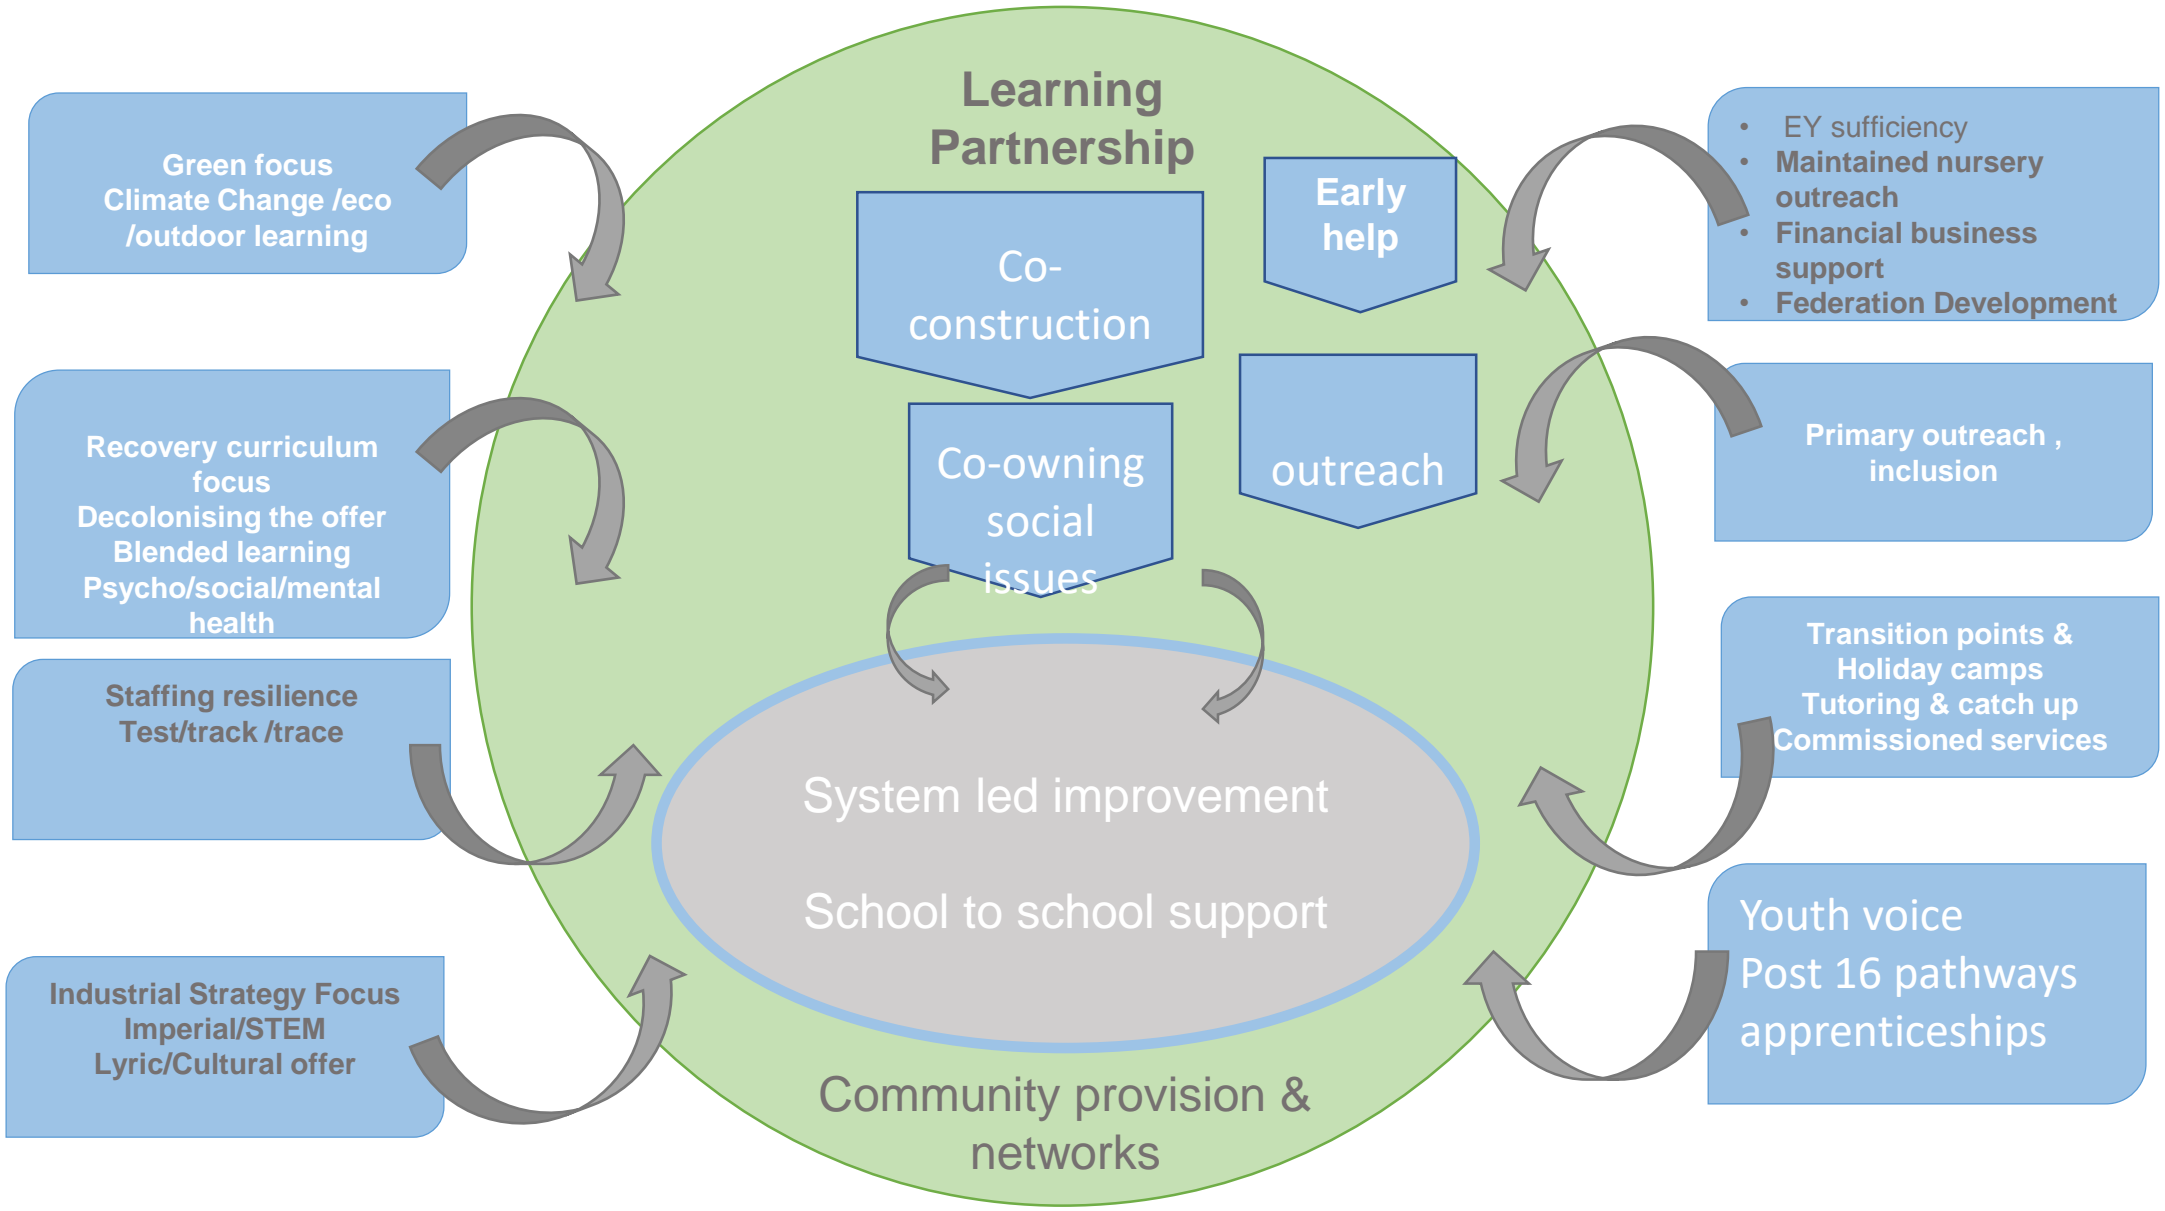 Learning
Partnership
Green focus
Climate Change /eco
/outdoor learning
Recovery curriculum
focus
Decolonising the offer
Blended learning
Psycho/social/mental
health
Staffing resilience
Test/track /trace
Industrial Strategy Focus
Imperial/STEM
Lyric/Cultural offer
Co-
construction
Co-owning
social
issues
Early
help
outreach
System led improvement
School to school support
Community provision &
networks
• EY sufficiency
• Maintained nursery
outreach
• Financial business
support
• Federation Development
Primary outreach ,
inclusion
Transition points &
Holiday camps
Tutoring & catch up
Commissioned services
Youth voice
Post 16 pathways
apprenticeships